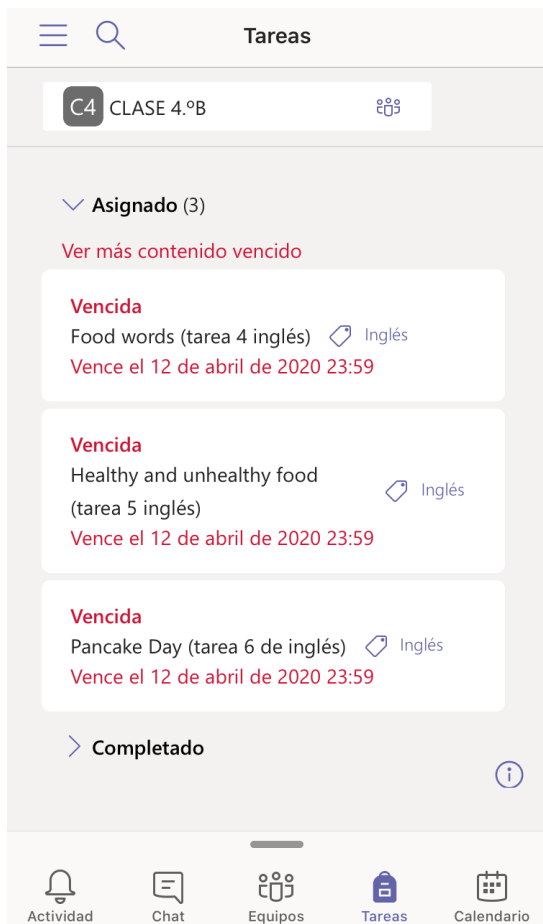 Tareas
C4 CLASE 4.ºB
Asignado (3)
Ver más contenido vencido
Vencida
Food words (tarea 4 inglés) Inglés
Vence el 12 de abril de 2020 23:59
Vencida
Healthy and unhealthy food
(tarea 5 inglés)
Inglés
Vence el 12 de abril de 2020 23:59
Vencida
Pancake Day (tarea 6 de inglés) Inglés
Vence el 12 de abril de 2020 23:59
Completado
Actividad Chat Equipos Tareas Calendario